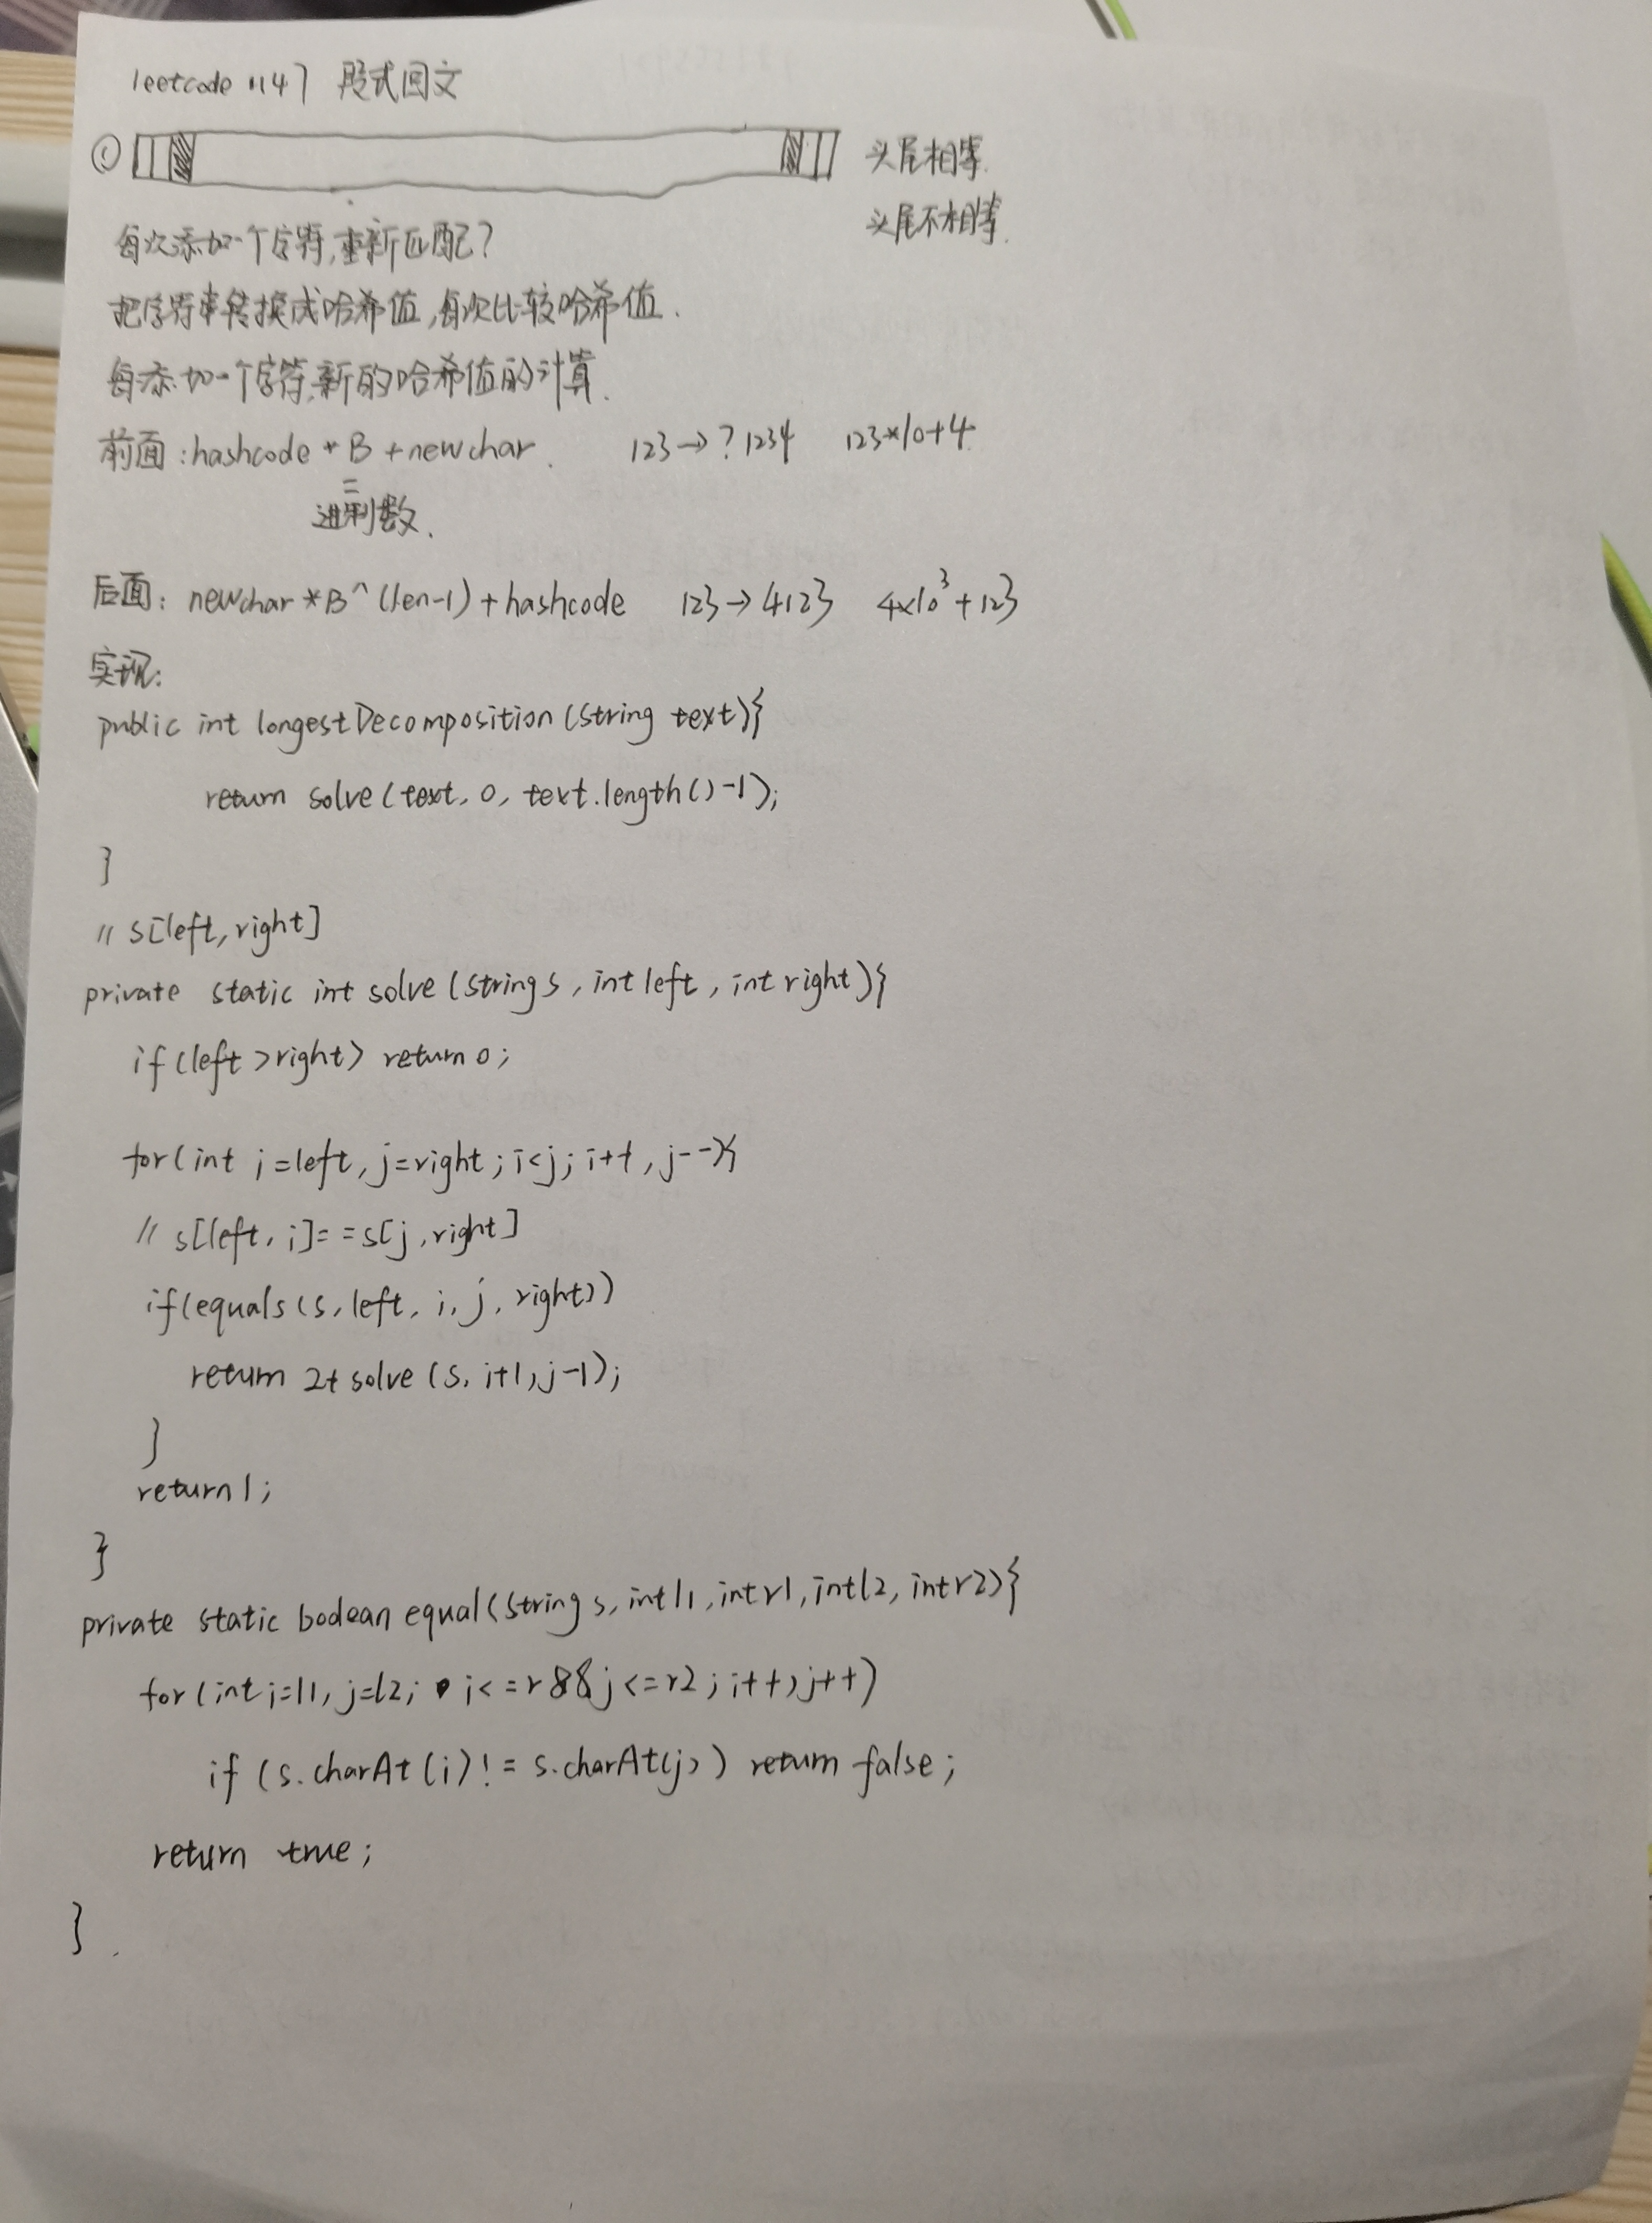 leetcode 1147 段式回文
① 头尾相等.
头尾不相等.
每次添加一个字符,重新匹配?
把字符串转换成哈希值,每次比较哈希值.
每添加一个字符,新的哈希值的计算.
前面:hashcode * B + newchar. 123→? 1234 123*10+4
=
进制数.
后面: newchar * B^(len-1) + hashcode 123→4123 4×10^3+123
实现:
public int longestDecomposition (String text){
return solve (text, 0, text.length()-1);
}
// s[left, right]
private static int solve (String s, int left, int right){
if (left > right) return 0;
for (int i=left, j=right; i<j; i++, j--){
// s[left, i]==s[j, right]
if(equals(s, left, i, j, right))
return 2+ solve (s, i+1, j-1);
}
return 1;
}
private static boolean equal(String s, int l1, int r1, int l2, int r2){
for (int i=l1, j=l2; i<=r&&j<=r2; i++, j++)
if (s.charAt(i) != s.charAt(j)) return false;
return true;
}